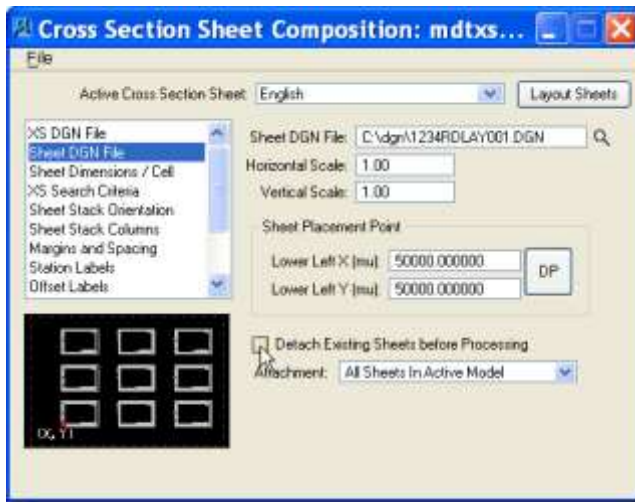 Cross Section Sheet Composition: mdtxs...
File
Active Cross Section Sheet: English
Layout Sheets
XS DGN File
Sheet DGN File
Sheet Dimensions / Cell
XS Search Criteria
Sheet Stack Orientation
Sheet Stack Columns
Margins and Spacing
Station Labels
Offset Labels
Sheet DGN File: C:\dgn\1234RDLAY001.DGN
Horizontal Scale: 1.00
Vertical Scale: 1.00
Sheet Placement Point
Lower Left X (mu): 50000.000000
Lower Left Y (mu): 50000.000000
DP
Detach Existing Sheets before Processing
Attachment: All Sheets In Active Model
(X, Y)